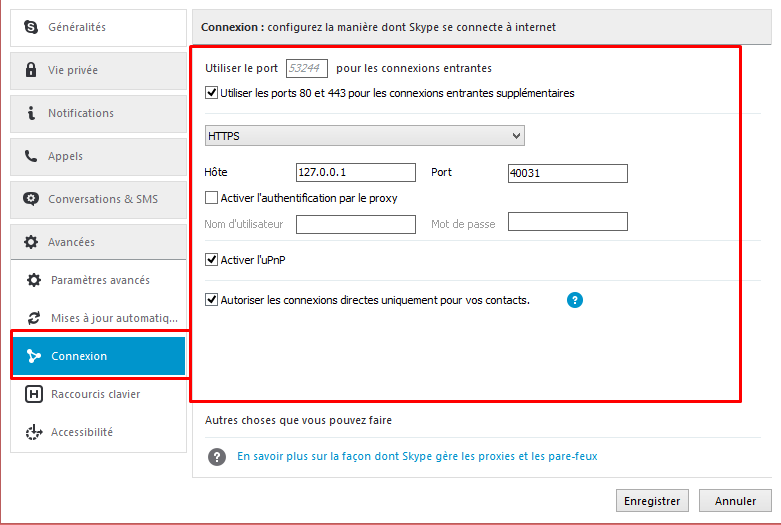 Généralités
Vie privée
Notifications
Appels
Conversations & SMS
Avancées
Paramètres avancés
Mises à jour automatiq...
Connexion
Raccourcis clavier
Accessibilité
Connexion : configurez la manière dont Skype se connecte à internet
Utiliser le port 53244 pour les connexions entrantes
Utiliser les ports 80 et 443 pour les connexions entrantes supplémentaires
HTTPS
Hôte 127.0.0.1 Port 40031
Activer l'authentification par le proxy
Nom d'utilisateur Mot de passe
Activer l'uPnP
Autoriser les connexions directes uniquement pour vos contacts. ?
Autres choses que vous pouvez faire
? En savoir plus sur la façon dont Skype gère les proxies et les pare-feux
Enregistrer Annuler